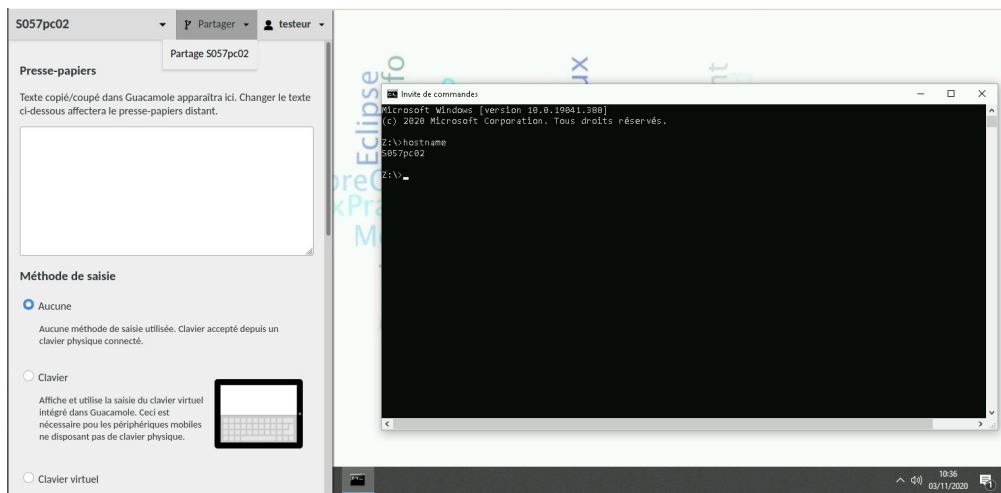 S057pc02
Partager
testeur
Partage S057pc02
Presse-papiers
Texte copié/coupé dans Guacamole apparaîtra ici. Changer le texte
ci-dessous affectera le presse-papiers distant.
Méthode de saisie
Aucune
Aucune méthode de saisie utilisée. Clavier accepté depuis un
clavier physique connecté.
Clavier
Affiche et utilise la saisie du clavier virtuel
intégré dans Guacamole. Ceci est
nécessaire pou les périphériques mobiles
ne disposant pas de clavier physique.
Clavier virtuel
Eclipse
Invite de commandes
Microsoft Windows [version 10.0.19041.388]
(c) 2020 Microsoft Corporation. Tous droits réservés.
Z:\>hostname
S057pc02
Z:\>
10:36
03/11/2020